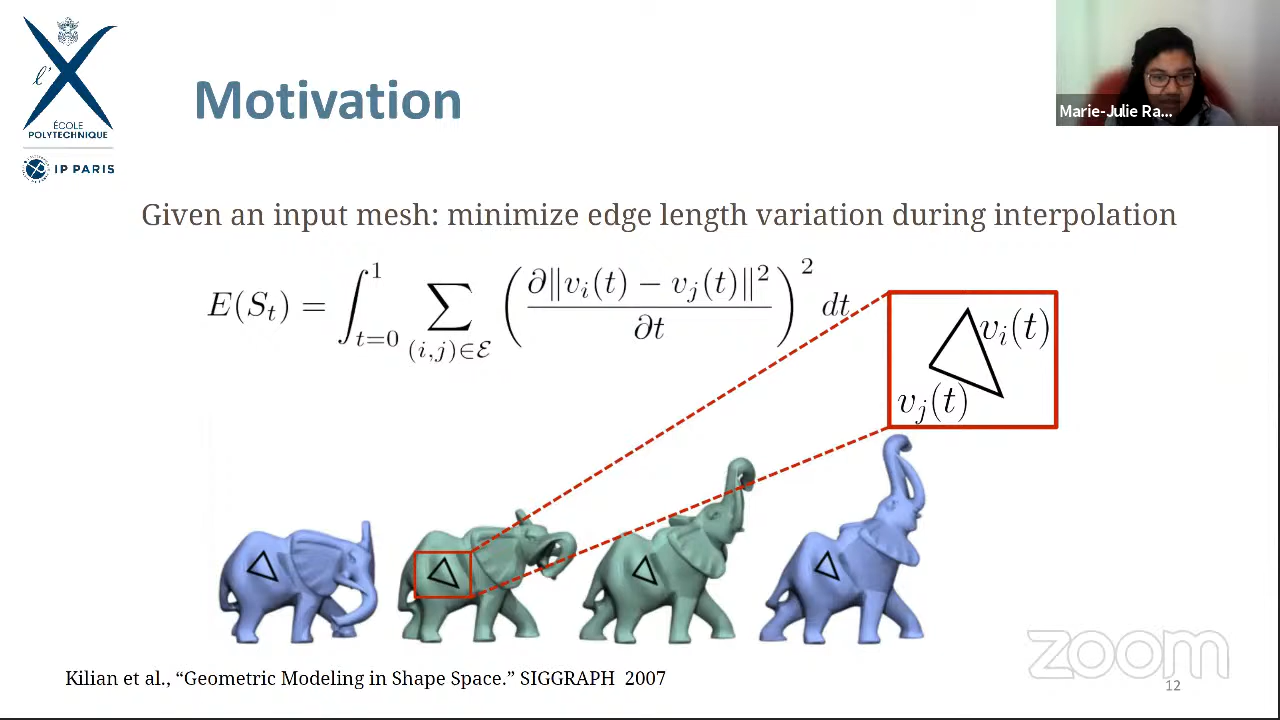 l'
ÉCOLE
POLYTECHNIQUE
IP PARIS
Motivation
Marie-Julie Ra...
Given an input mesh: minimize edge length variation during interpolation
E(S_t) = ∫_{t=0}^{1} ∑_{(i,j)∈ℰ} (∂‖v_i(t) − v_j(t)‖² / ∂t)² dt
v_i(t)
v_j(t)
Kilian et al., “Geometric Modeling in Shape Space.” SIGGRAPH 2007
zoom
12